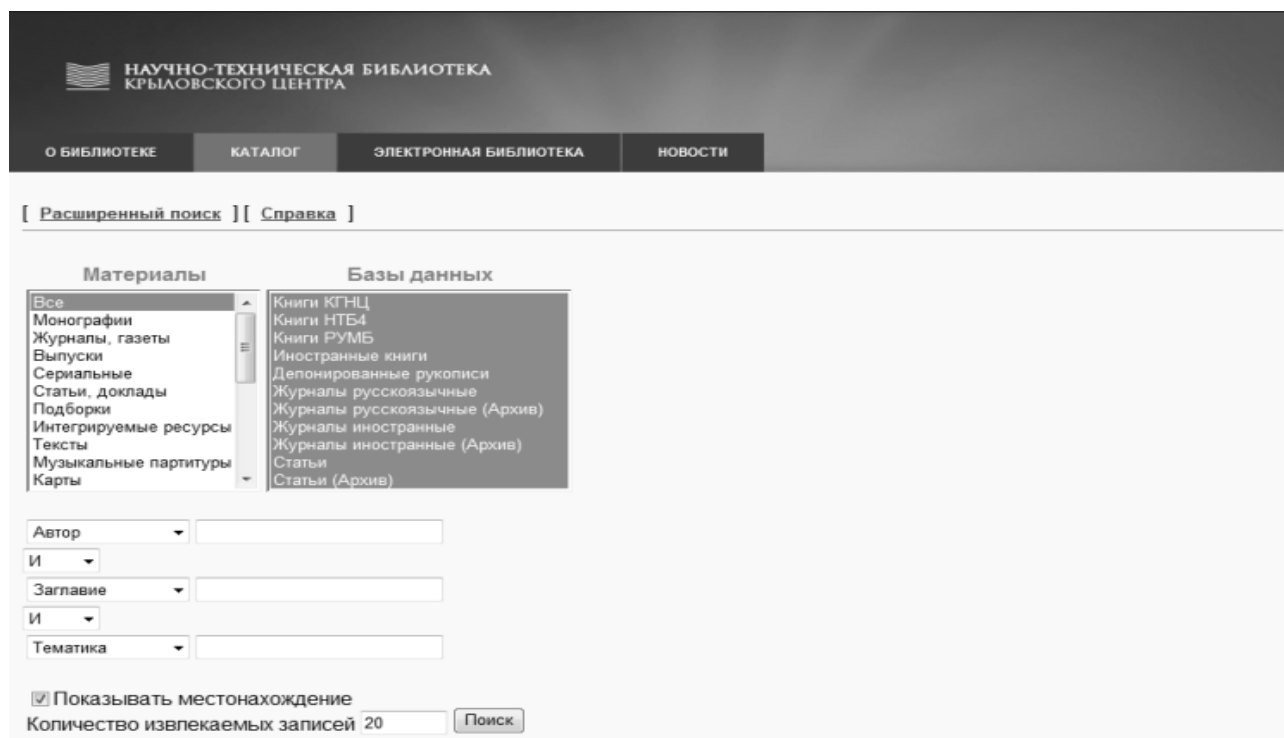 НАУЧНО-ТЕХНИЧЕСКАЯ БИБЛИОТЕКА
КРЫЛОВСКОГО ЦЕНТРА
О БИБЛИОТЕКЕ КАТАЛОГ ЭЛЕКТРОННАЯ БИБЛИОТЕКА НОВОСТИ
[ Расширенный поиск ][ Справка ]
Материалы
Все
Монографии
Журналы, газеты
Выпуски
Сериальные
Статьи, доклады
Подборки
Интегрируемые ресурсы
Тексты
Музыкальные партитуры
Карты
Базы данных
Книги КГНЦ
Книги НТБ4
Книги РУМБ
Иностранные книги
Депонированные рукописи
Журналы русскоязычные
Журналы русскоязычные (Архив)
Журналы иностранные
Журналы иностранные (Архив)
Статьи
Статьи (Архив)
Автор
И
Заглавие
И
Тематика
Показывать местонахождение
Количество извлекаемых записей 20 Поиск